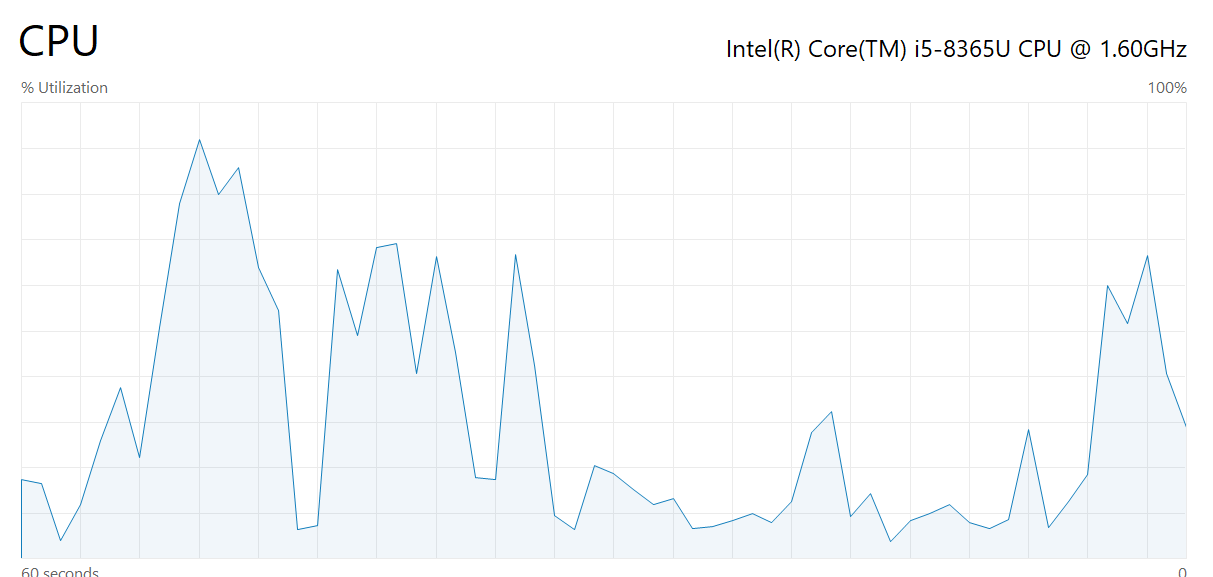 CPU
Intel(R) Core(TM) i5-8365U CPU @ 1.60GHz
% Utilization
100%
60 seconds
0